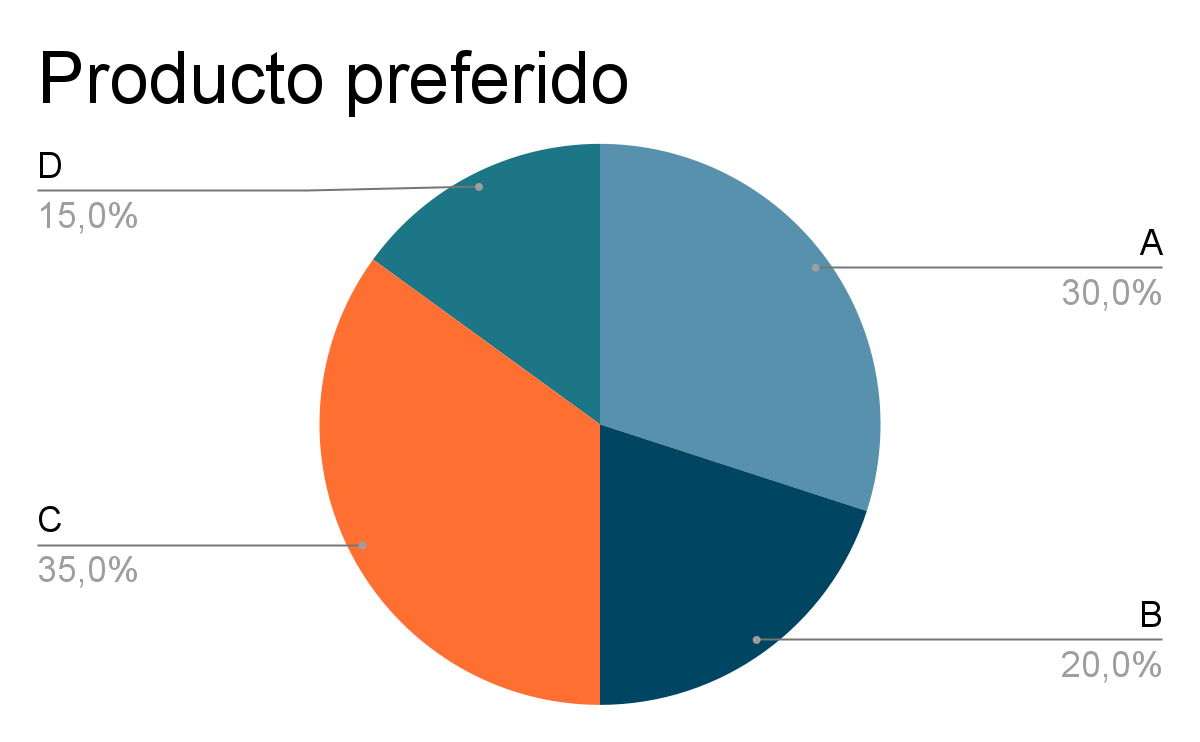 Producto preferido
D
15,0%
A
30,0%
C
35,0%
B
20,0%